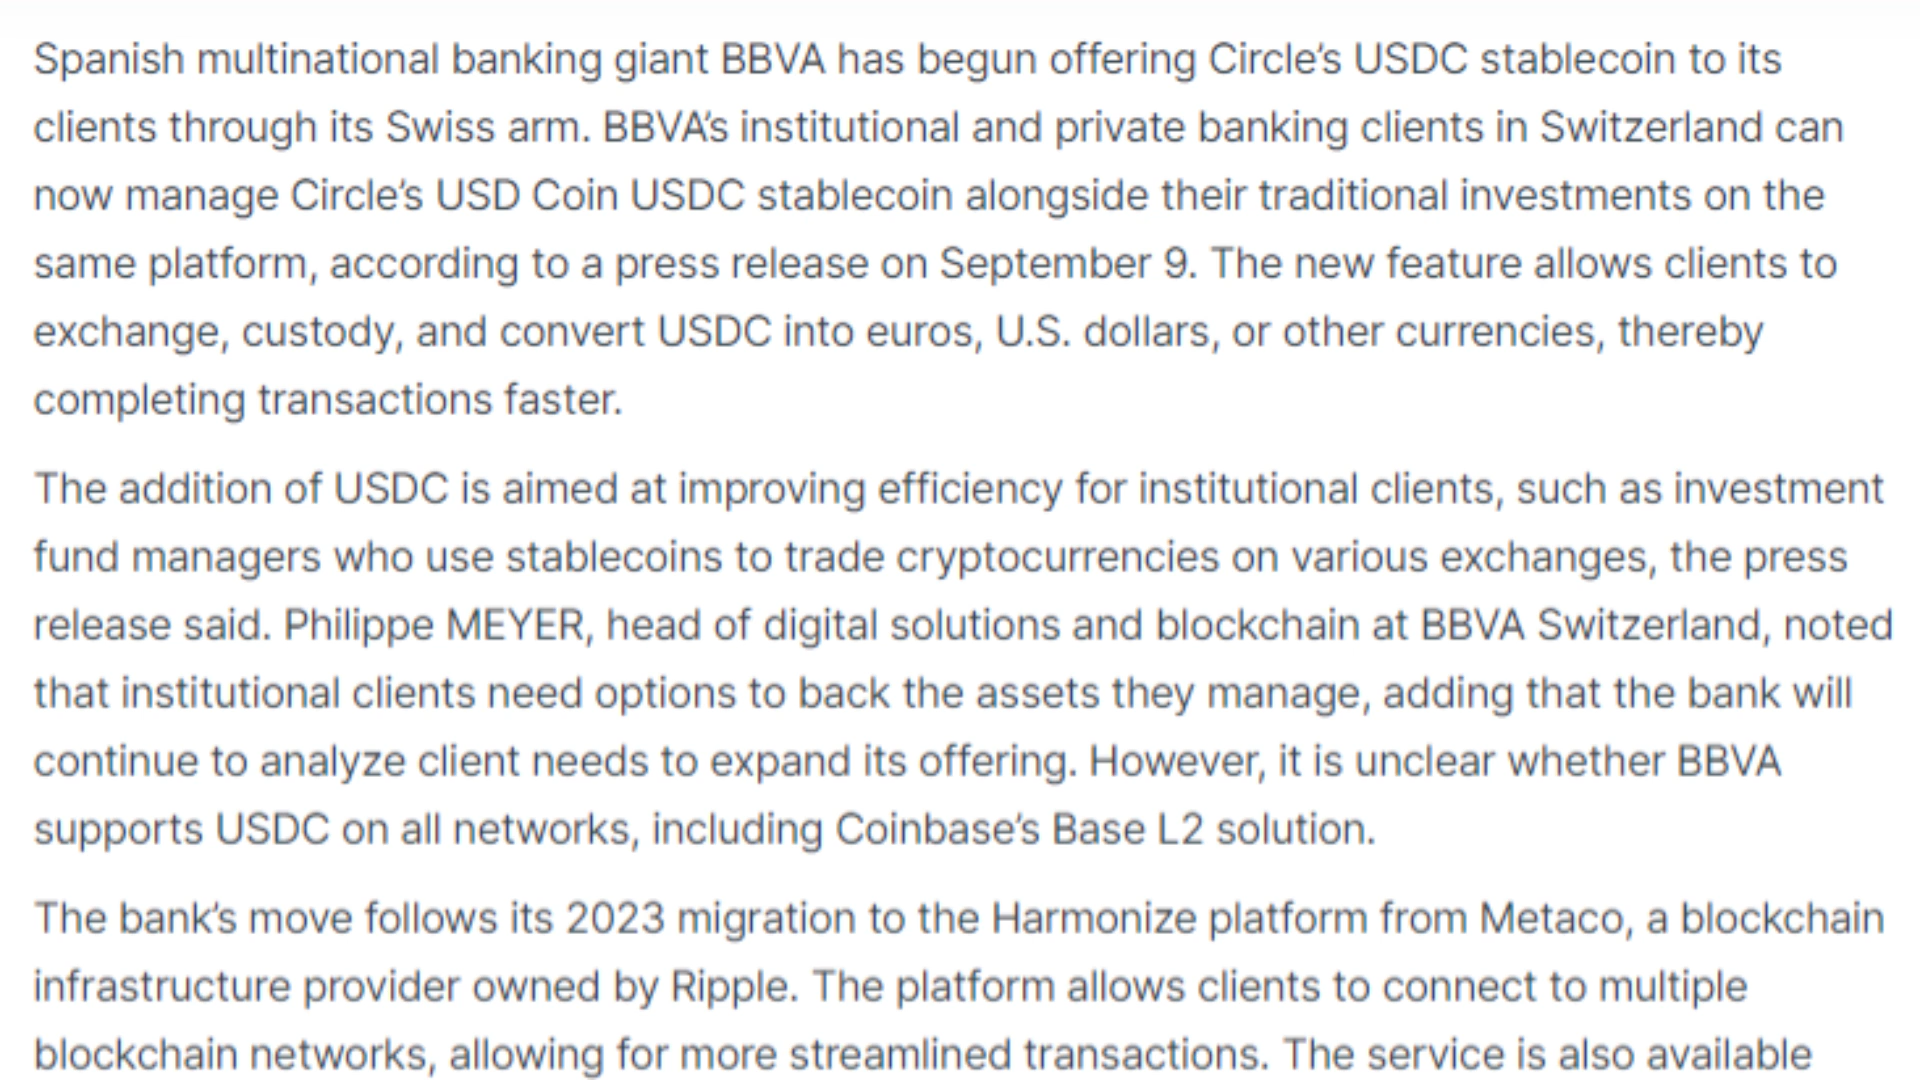 Spanish multinational banking giant BBVA has begun offering Circle’s USDC stablecoin to its
clients through its Swiss arm. BBVA’s institutional and private banking clients in Switzerland can
now manage Circle’s USD Coin USDC stablecoin alongside their traditional investments on the
same platform, according to a press release on September 9. The new feature allows clients to
exchange, custody, and convert USDC into euros, U.S. dollars, or other currencies, thereby
completing transactions faster.
The addition of USDC is aimed at improving efficiency for institutional clients, such as investment
fund managers who use stablecoins to trade cryptocurrencies on various exchanges, the press
release said. Philippe MEYER, head of digital solutions and blockchain at BBVA Switzerland, noted
that institutional clients need options to back the assets they manage, adding that the bank will
continue to analyze client needs to expand its offering. However, it is unclear whether BBVA
supports USDC on all networks, including Coinbase’s Base L2 solution.
The bank’s move follows its 2023 migration to the Harmonize platform from Metaco, a blockchain
infrastructure provider owned by Ripple. The platform allows clients to connect to multiple
blockchain networks, allowing for more streamlined transactions. The service is also available